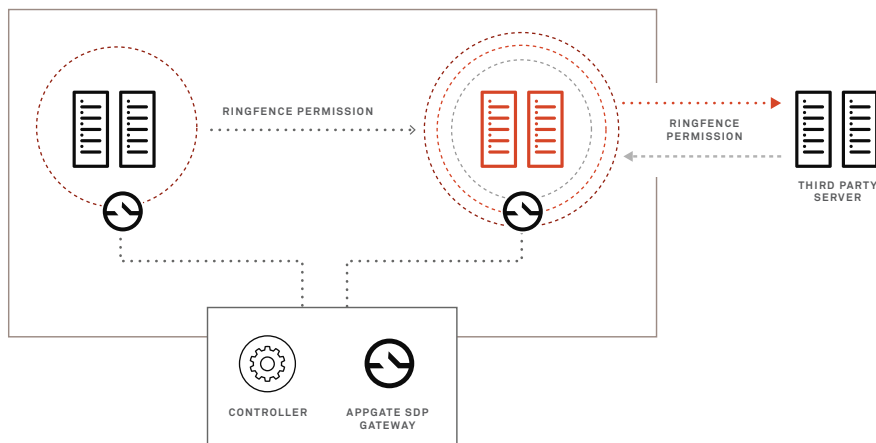 RINGFENCE PERMISSION
RINGFENCE
PERMISSION
THIRD PARTY
SERVER
CONTROLLER
APPGATE SDP
GATEWAY